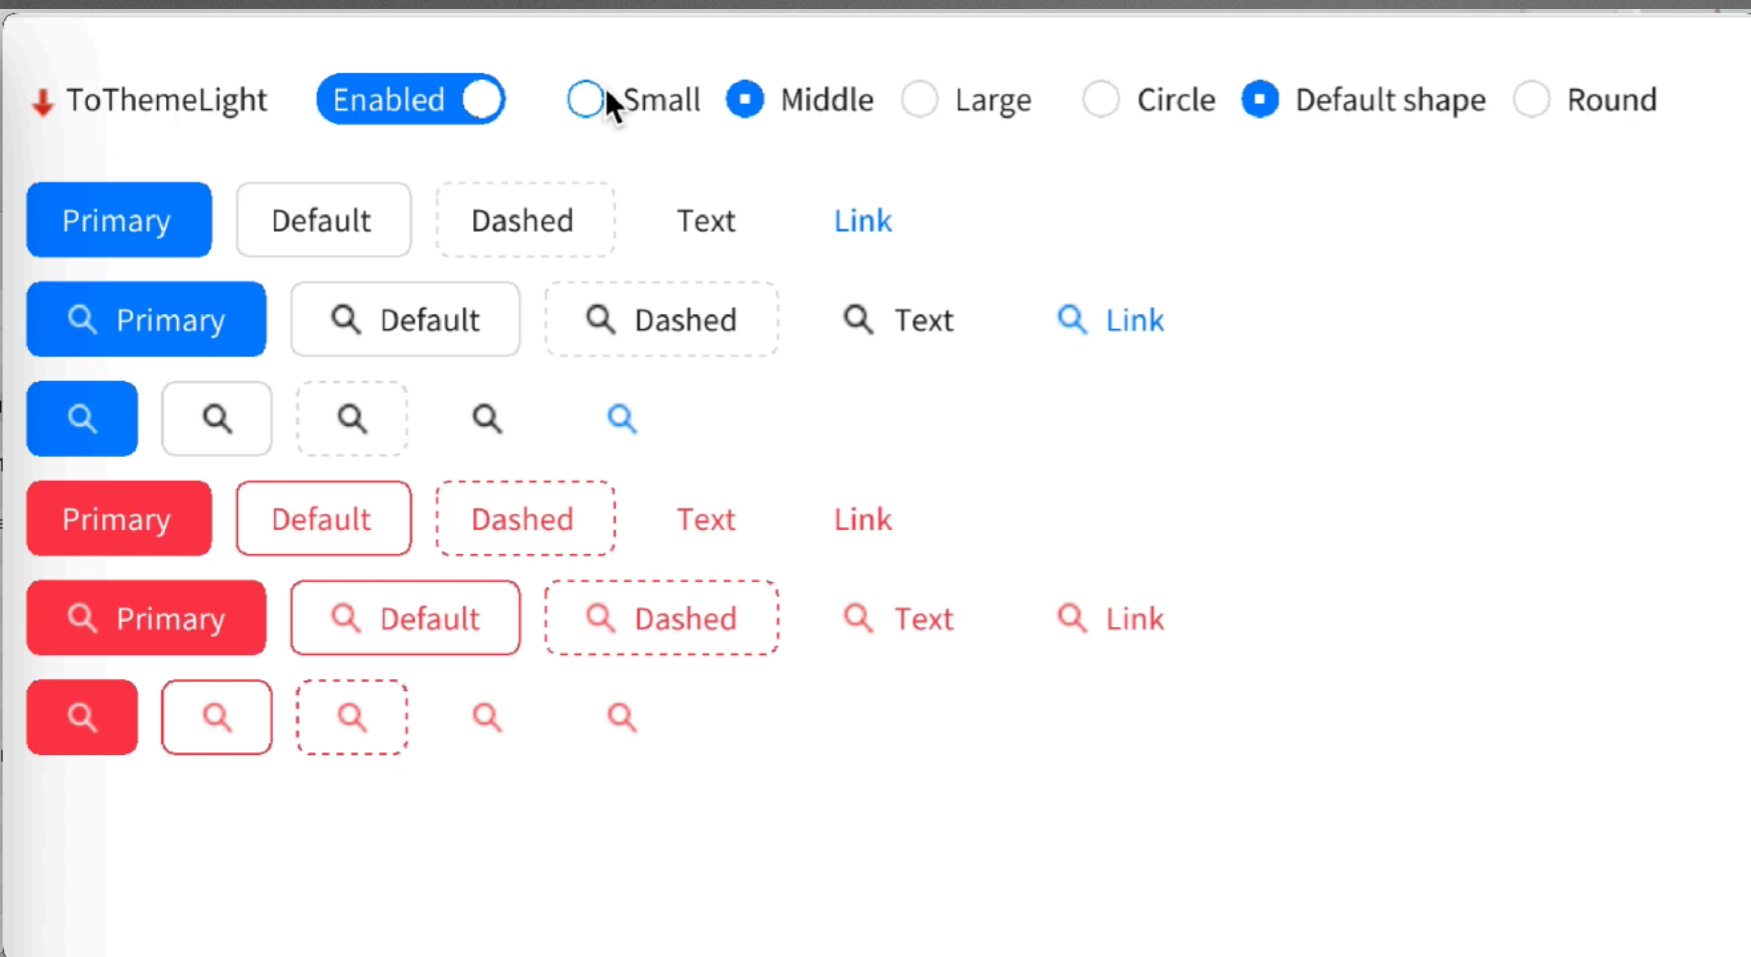 ToThemeLight Enabled Small Middle Large Circle Default shape Round
Primary Default Dashed Text Link
Primary Default Dashed Text Link
Primary Default Dashed Text Link
Primary Default Dashed Text Link